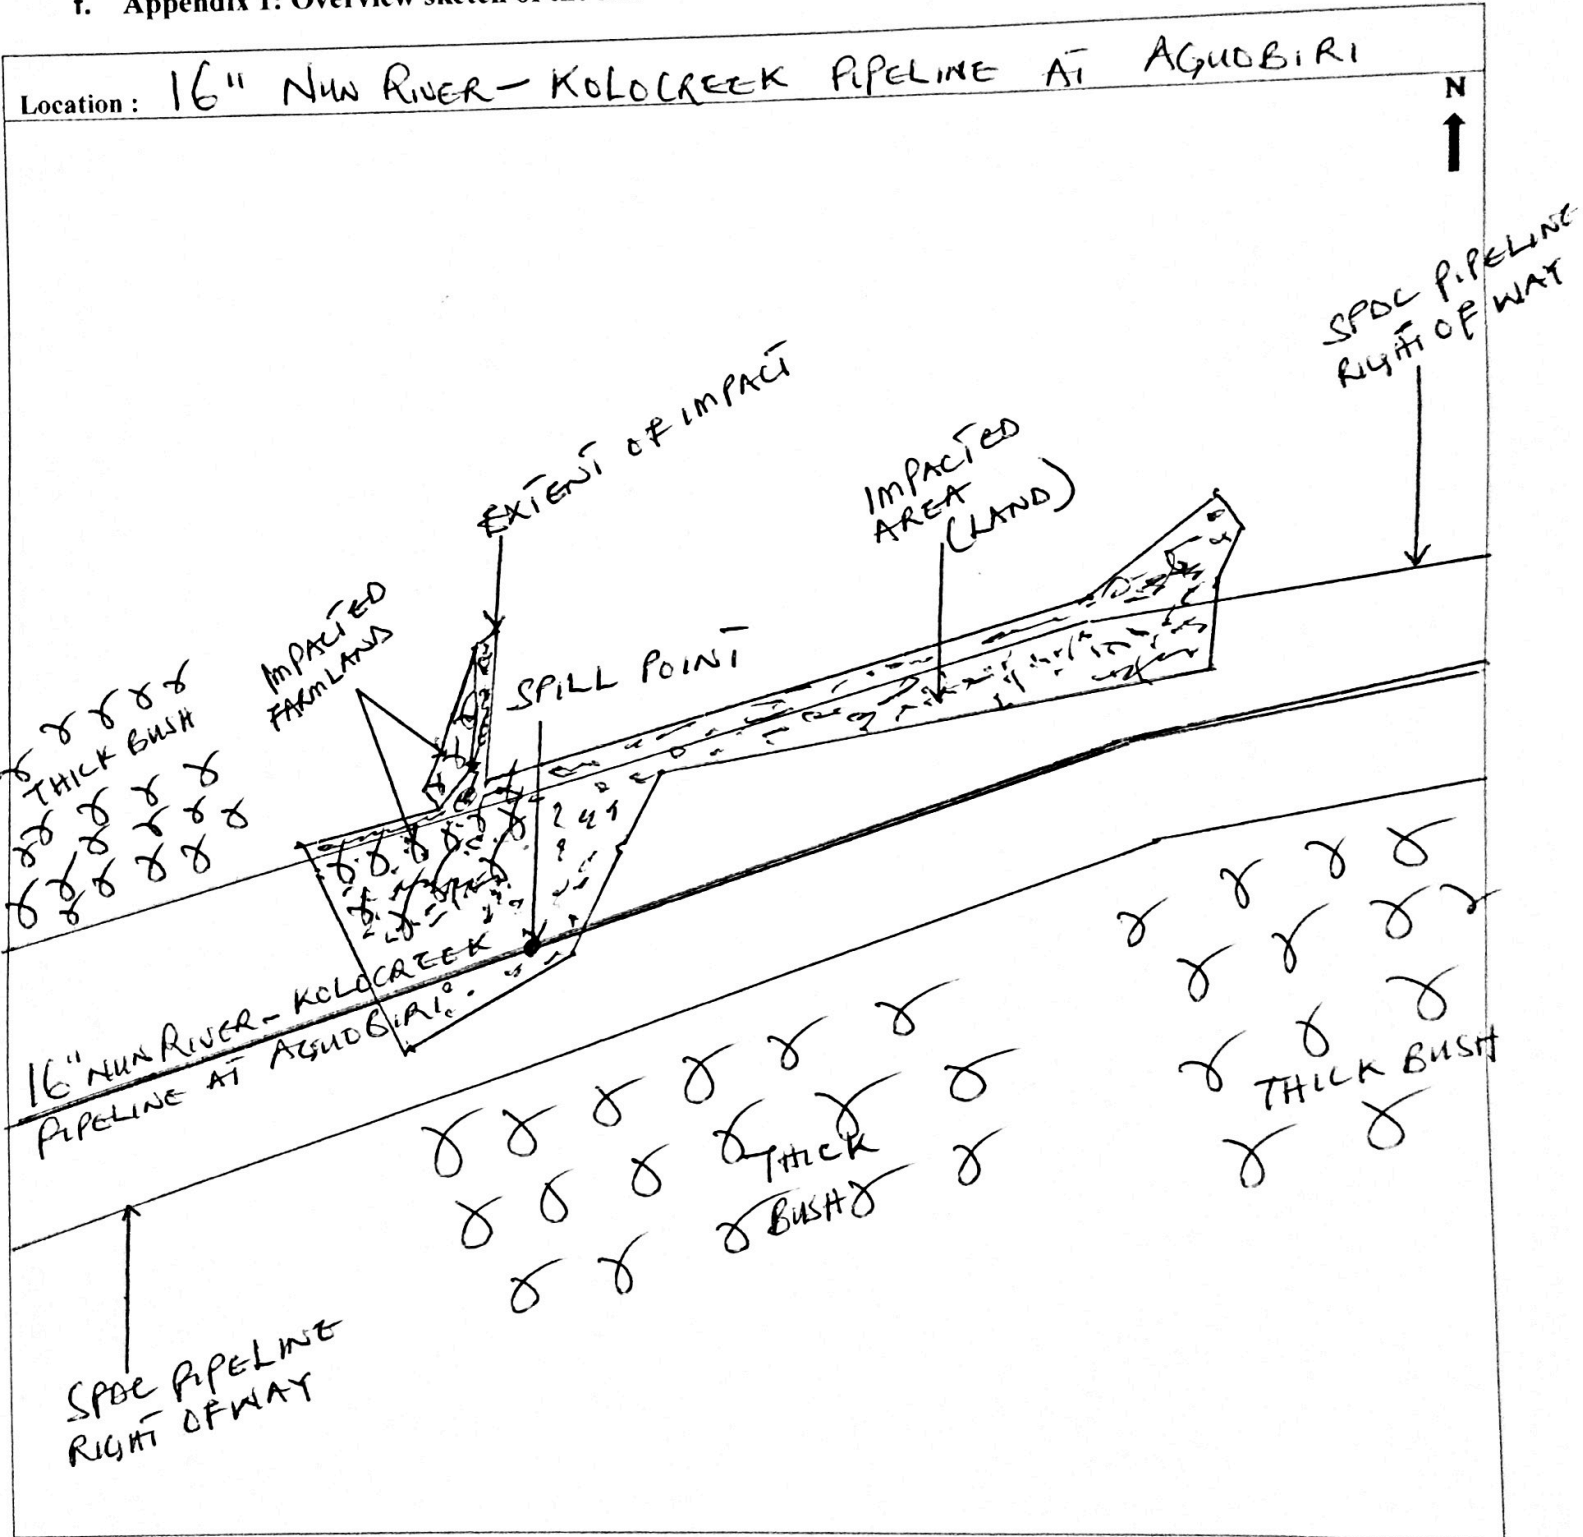 f. Appendix 1: Overview sketch of the
Location : 16" NUN RIVER - KOLOCREEK PIPELINE AT AGUOBIRI
N
SPDC PIPELINE
RIGHT OF WAY
EXTENT OF IMPACT
IMPACTED
AREA
(LAND)
IMPACTED
FARMLAND
SPILL POINT
THICK BUSH
16" NUN RIVER - KOLOCREEK
PIPELINE AT AGUOBIRI.
THICK BUSH
THICK
BUSH
SPDC PIPELINE
RIGHT OF WAY